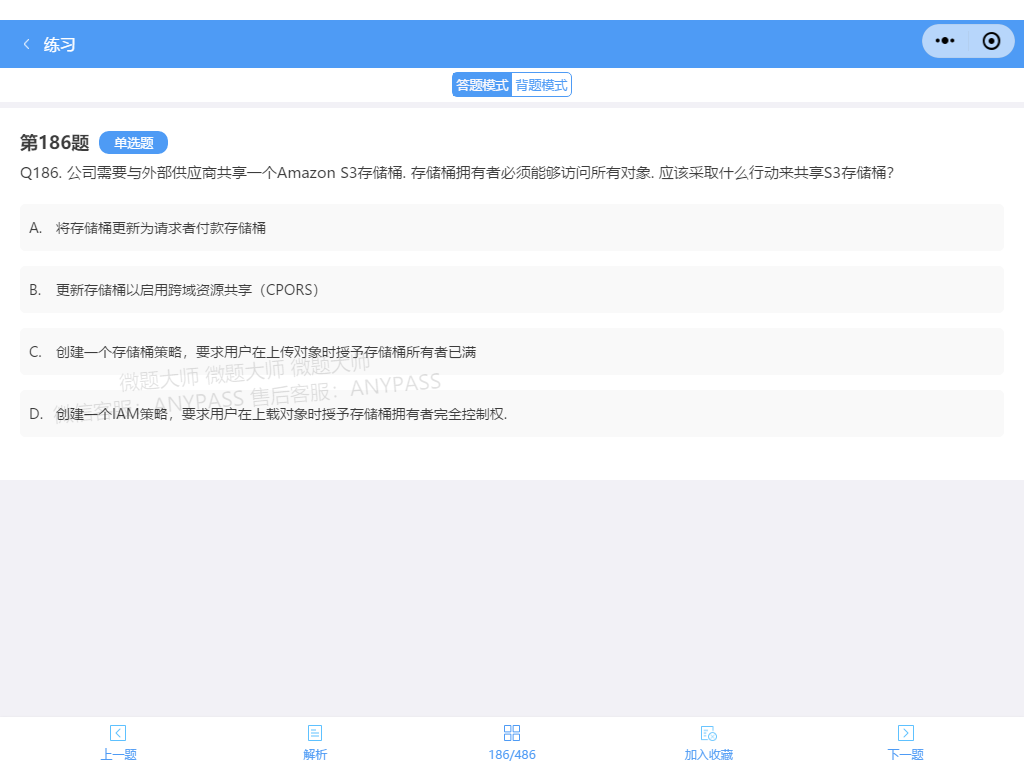 练习
答题模式 背题模式
第186题 单选题
Q186. 公司需要与外部供应商共享一个Amazon S3存储桶. 存储桶拥有者必须能够访问所有对象. 应该采取什么行动来共享S3存储桶?
A. 将存储桶更新为请求者付款存储桶
B. 更新存储桶以启用跨域资源共享（CPORS）
C. 创建一个存储桶策略，要求用户在上传对象时授予存储桶所有者已满
微题大师 微题大师 微题大师
微信客服：ANYPASS 售后客服：ANYPASS
D. 创建一个IAM策略，要求用户在上载对象时授予存储桶拥有者完全控制权.
上一题 解析 186/486 加入收藏 下一题